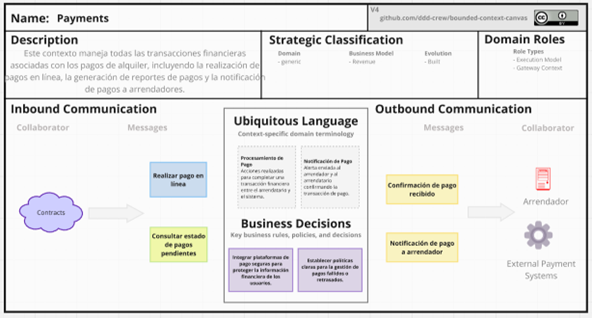 Name: Payments
V4
github.com/ddd-crew/bounded-context-canvas
CC BY
Description
Este contexto maneja todas las transacciones financieras
asociadas con los pagos de alquiler, incluyendo la realización de
pagos en línea, la generación de reportes de pagos y la notificación
de pagos a arrendadores.
Strategic Classification
Domain
- generic
Business Model
- Revenue
Evolution
- Built
Domain Roles
Role Types
- Execution Model
- Gateway Context
Inbound Communication
Collaborator
Messages
Contracts
Realizar pago en
línea
Consultar estado
de pagos
pendientes
Ubiquitous Language
Context-specific domain terminology
Procesamiento de
Pago
Acciones realizadas
para completar una
transacción financiera
entre el arrendatario y
el sistema.
Notificación de Pago
Alerta enviada al
arrendador y al
arrendatario
confirmando la
transacción de pago.
Business Decisions
Key business rules, policies, and decisions
Integrar plataformas de
pago seguras para
proteger la información
financiera de los
usuarios.
Establecer políticas
claras para la gestión de
pagos fallidos o
retrasados.
Outbound Communication
Messages
Collaborator
Confirmación de pago
recibido
Notificación de pago
a arrendador
Arrendador
External Payment
Systems